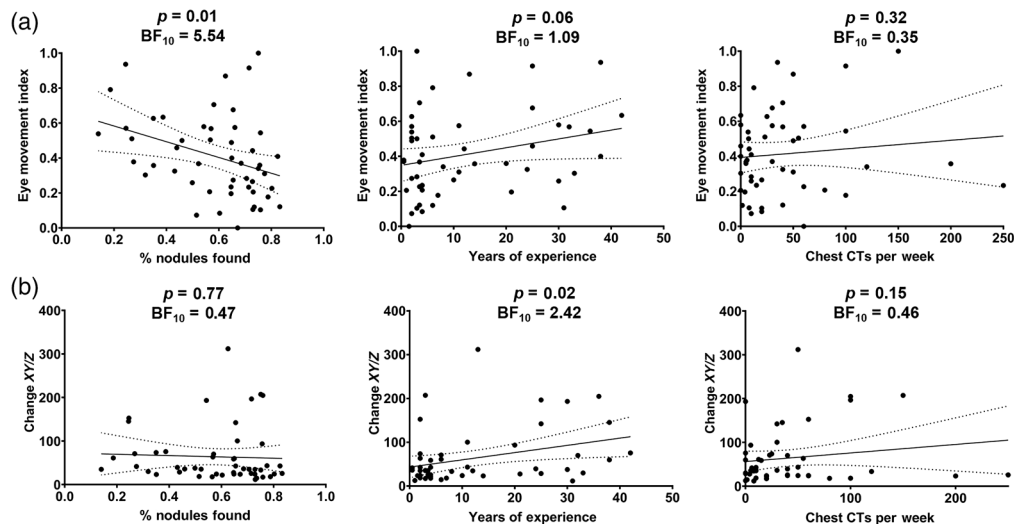 (a)
p = 0.01
BF₁₀ = 5.54
Eye movement index
1.0
0.8
0.6
0.4
0.2
0.0
0.0 0.2 0.4 0.6 0.8 1.0
% nodules found
p = 0.06
BF₁₀ = 1.09
Eye movement index
1.0
0.8
0.6
0.4
0.2
0.0
0 10 20 30 40 50
Years of experience
p = 0.32
BF₁₀ = 0.35
Eye movement index
1.0
0.8
0.6
0.4
0.2
0.0
0 50 100 150 200 250
Chest CTs per week
(b)
p = 0.77
BF₁₀ = 0.47
Change XY/Z
400
300
200
100
0
0.0 0.2 0.4 0.6 0.8 1.0
% nodules found
p = 0.02
BF₁₀ = 2.42
Change XY/Z
400
300
200
100
0
0 10 20 30 40 50
Years of experience
p = 0.15
BF₁₀ = 0.46
Change XY/Z
400
300
200
100
0
0 100 200
Chest CTs per week